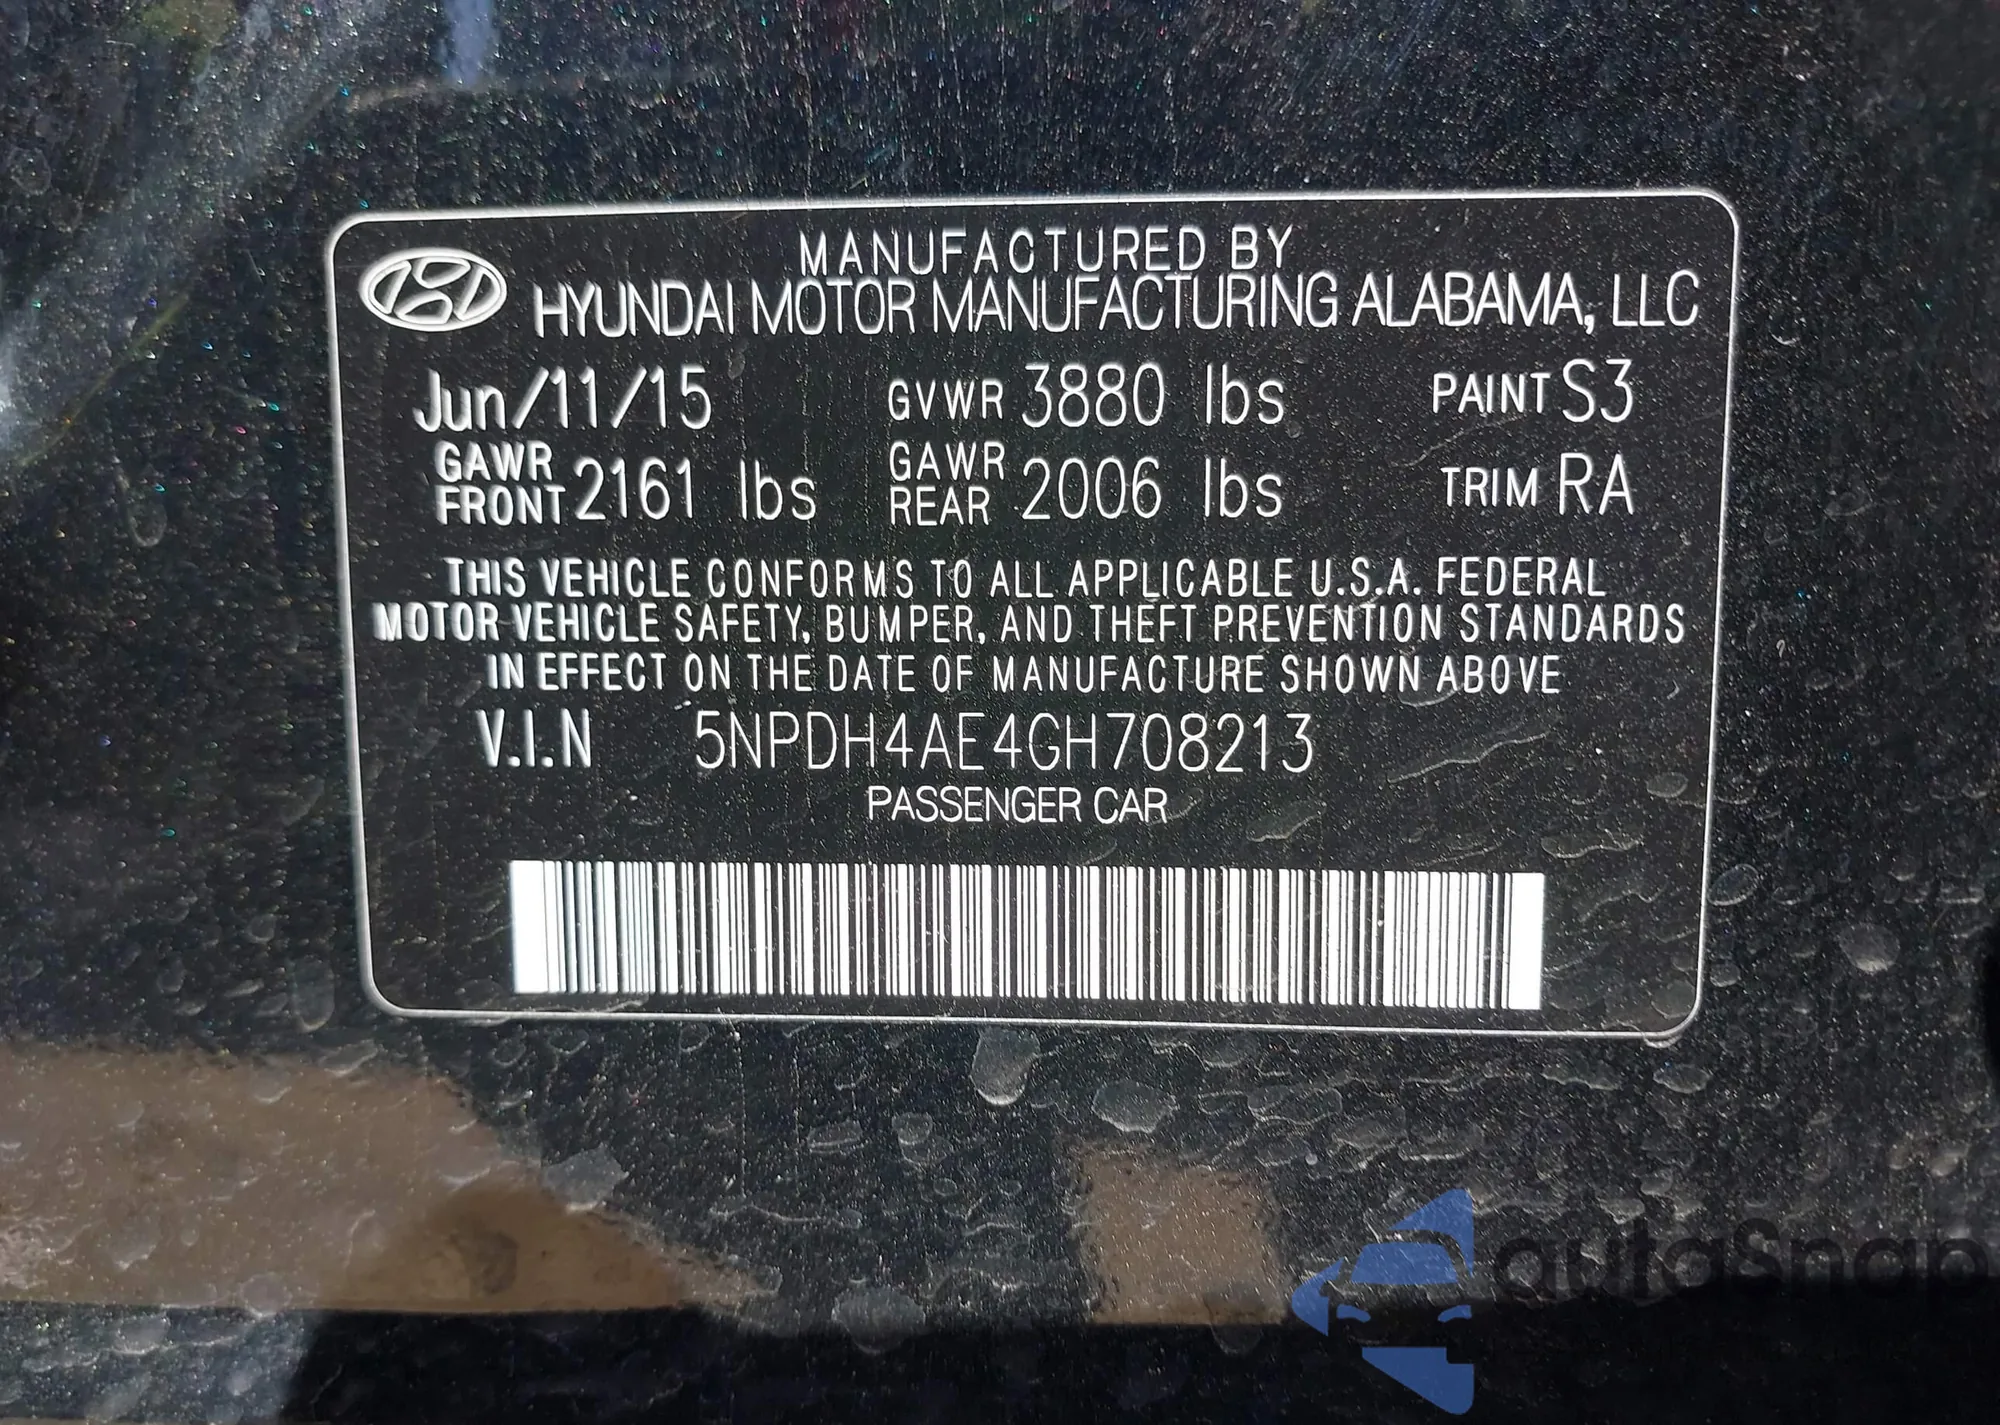 MANUFACTURED BY
HYUNDAI MOTOR MANUFACTURING ALABAMA, LLC
Jun/11/15 GVWR 3880 lbs PAINT S3
GAWR FRONT 2161 lbs GAWR REAR 2006 lbs TRIM RA
THIS VEHICLE CONFORMS TO ALL APPLICABLE U.S.A. FEDERAL
MOTOR VEHICLE SAFETY, BUMPER, AND THEFT PREVENTION STANDARDS
IN EFFECT ON THE DATE OF MANUFACTURE SHOWN ABOVE
V.I.N 5NPDH4AE4GH708213
PASSENGER CAR
autoSnap